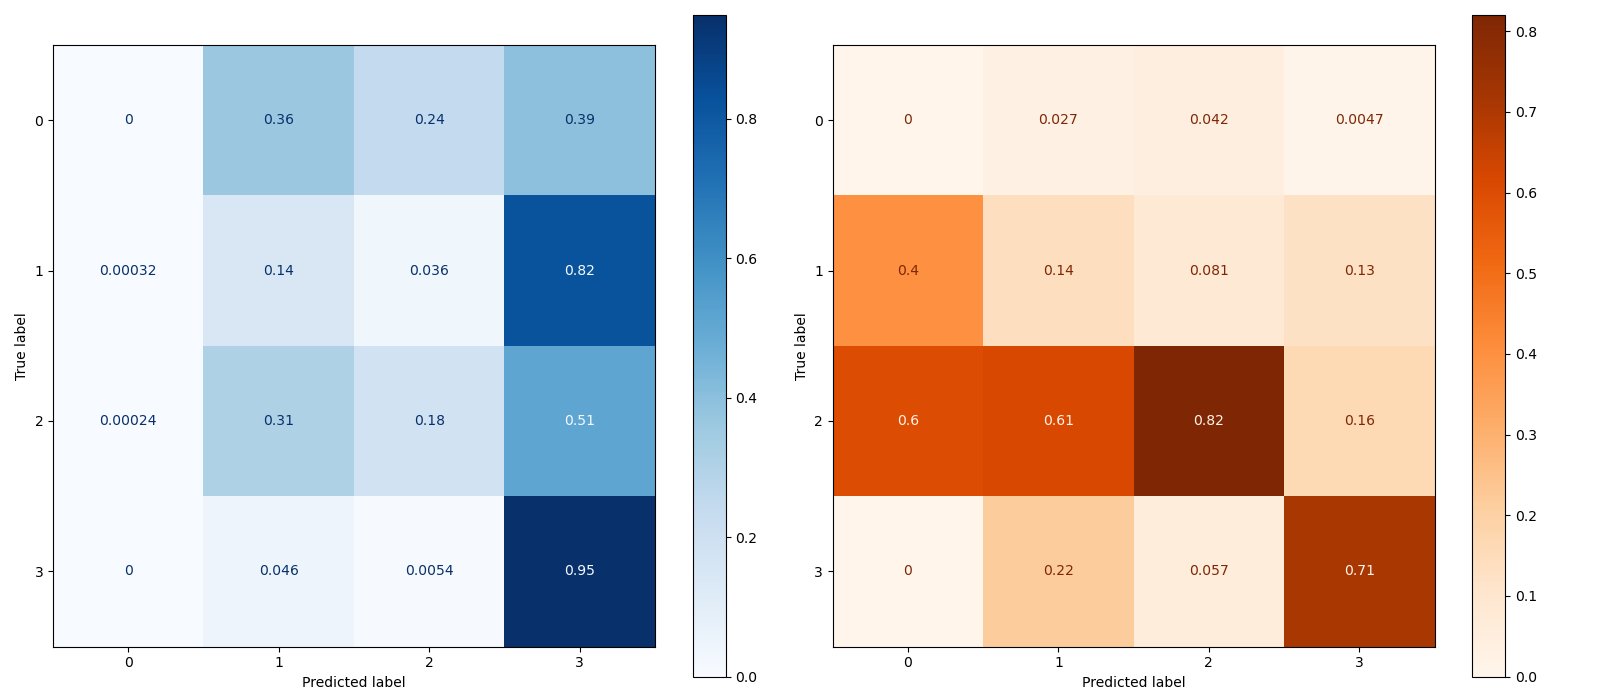 0 0 0.36 0.24 0.39
1 0.00032 0.14 0.036 0.82
2 0.00024 0.31 0.18 0.51
3 0 0.046 0.0054 0.95
0 1 2 3
True label
Predicted label
0.8
0.6
0.4
0.2
0.0
0 0 0.027 0.042 0.0047
1 0.4 0.14 0.081 0.13
2 0.6 0.61 0.82 0.16
3 0 0.22 0.057 0.71
0 1 2 3
True label
Predicted label
0.8
0.7
0.6
0.5
0.4
0.3
0.2
0.1
0.0